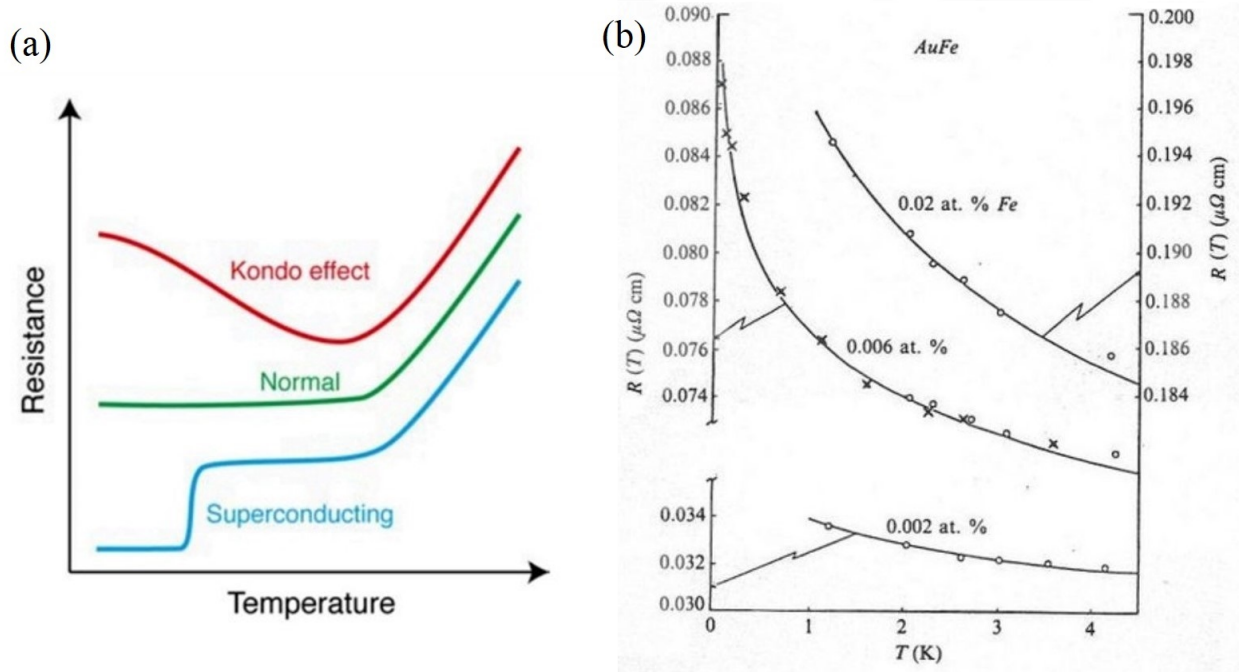 (a)
Resistance
Kondo effect
Normal
Superconducting
Temperature
(b)
AuFe
R (T) (μΩ cm)
0.090
0.088
0.086
0.084
0.082
0.080
0.078
0.076
0.074
0.034
0.032
0.030
0.02 at. % Fe
0.006 at. %
0.002 at. %
0.200
0.198
0.196
0.194
0.192
0.190
0.188
0.186
0.184
R (T) (μΩ cm)
0 1 2 3 4
T (K)